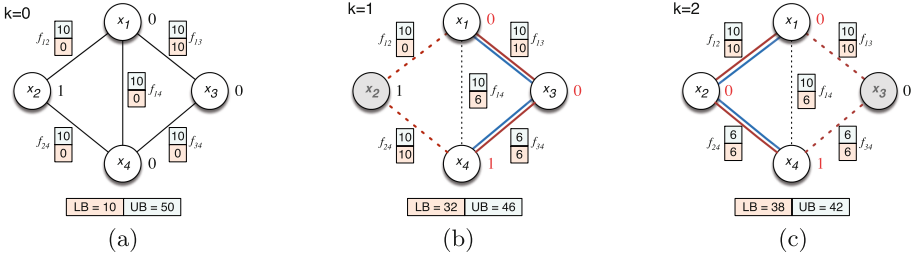 k=0
x1 0
10
0
f12
10
10
f13
x2 1
10
0
f14
x3 0
f24
10
0
10
0
f34
x4 0
LB = 10 UB = 50
(a)
k=1
x1 0
f12
10
0
10
10
f13
x2 1
10
6
f14
x3 0
f24
10
10
6
6
f34
x4 1
LB = 32 UB = 46
(b)
k=2
x1 0
f12
10
10
10
10
f13
x2 0
10
6
f14
x3 0
f24
6
6
6
6
f34
x4 1
LB = 38 UB = 42
(c)